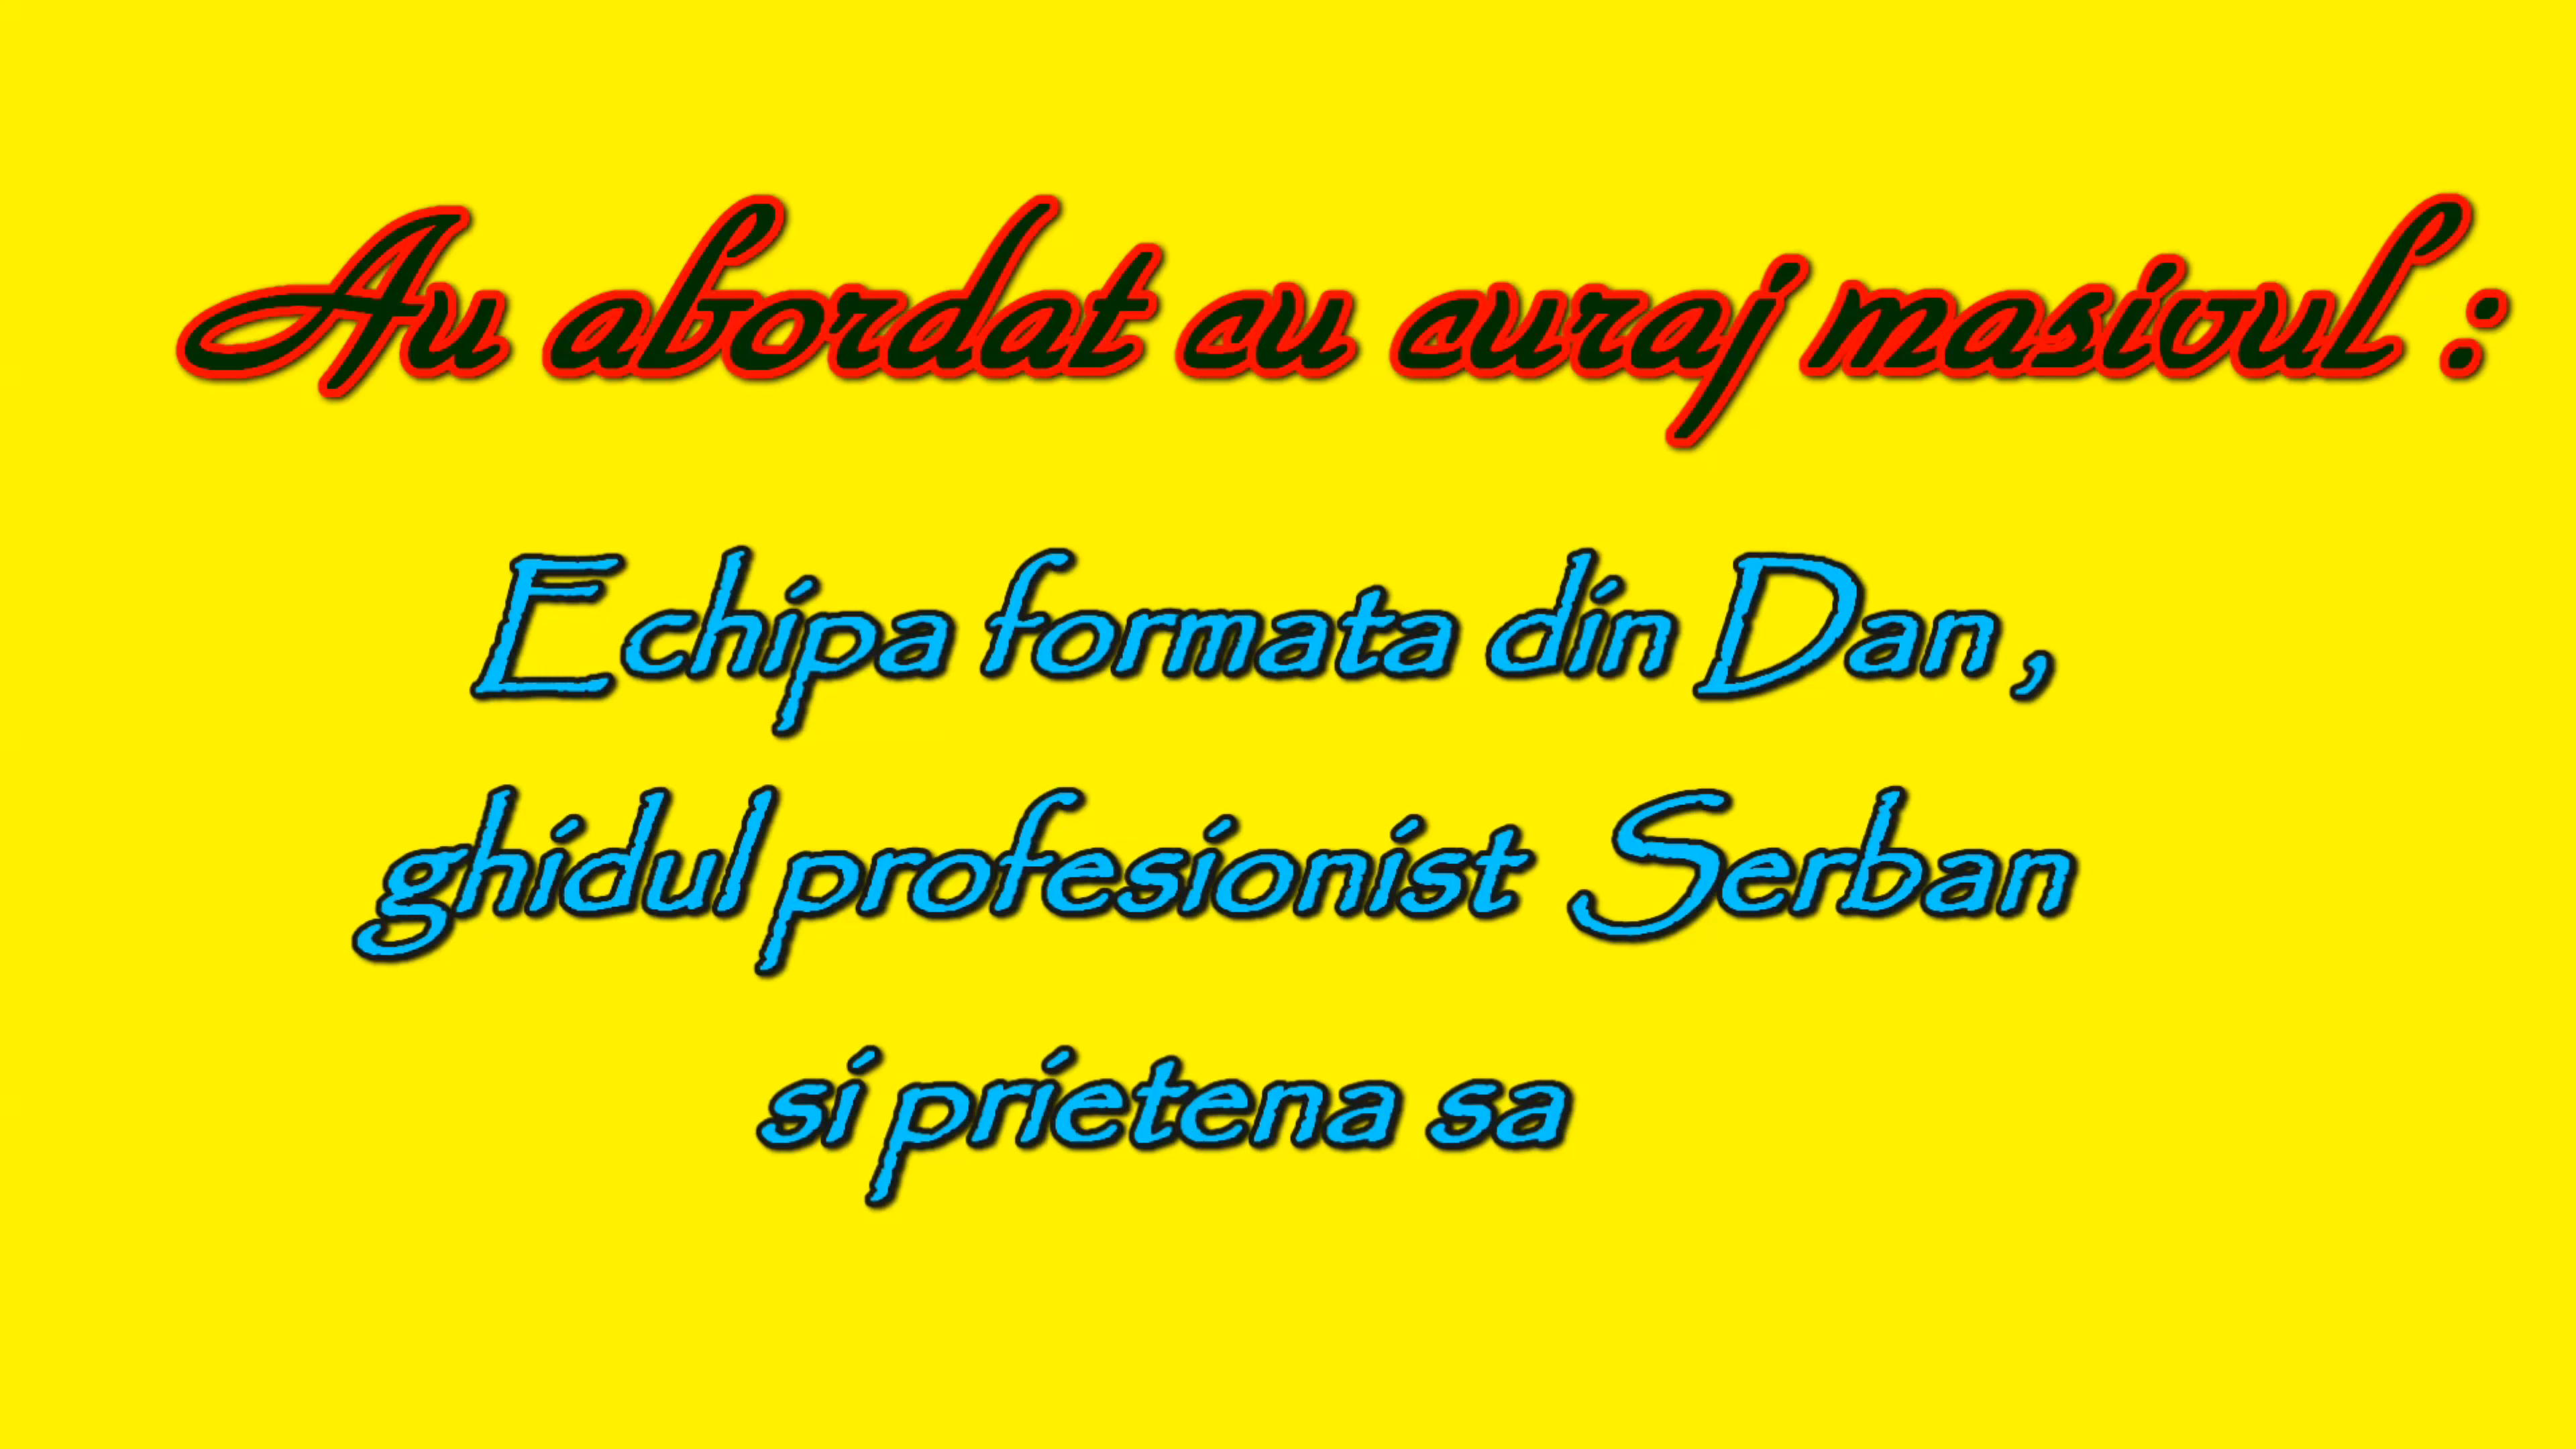 Au abordat cu curaj masivul :
Echipa formata din Dan ,
ghidul profesionist Serban
si prietena sa